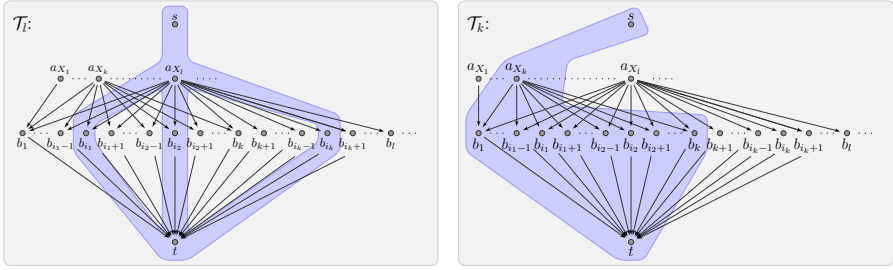 𝒯_l:
s
a_{X_1} a_{X_k} · · · · · · · · · · a_{X_l} · · · · ·
b_1 · · · b_{i_1−1} b_{i_1} b_{i_1+1} · · · b_{i_2−1} b_{i_2} b_{i_2+1} · · · b_k b_{k+1} · · · b_{i_k−1} b_{i_k} b_{i_k+1} · · · b_l · · ·
t
𝒯_k:
s
a_{X_1} a_{X_k} · · · · · · · · · · a_{X_l} · · · · · · · · ·
b_1 · · · b_{i_1−1} b_{i_1} b_{i_1+1} · · · b_{i_2−1} b_{i_2} b_{i_2+1} · · · b_k b_{k+1} · · · b_{i_k−1} b_{i_k} b_{i_k+1} · · · b_l · · ·
t